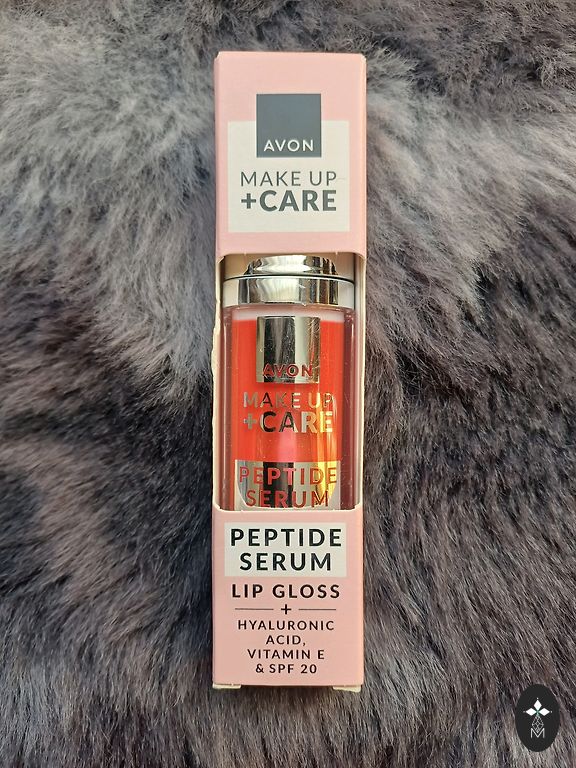 AVON
MAKE UP
+CARE
AVON
MAKE UP
+CARE
PEPTIDE
SERUM
PEPTIDE
SERUM
LIP GLOSS
+
HYALURONIC
ACID,
VITAMIN E
& SPF 20
M